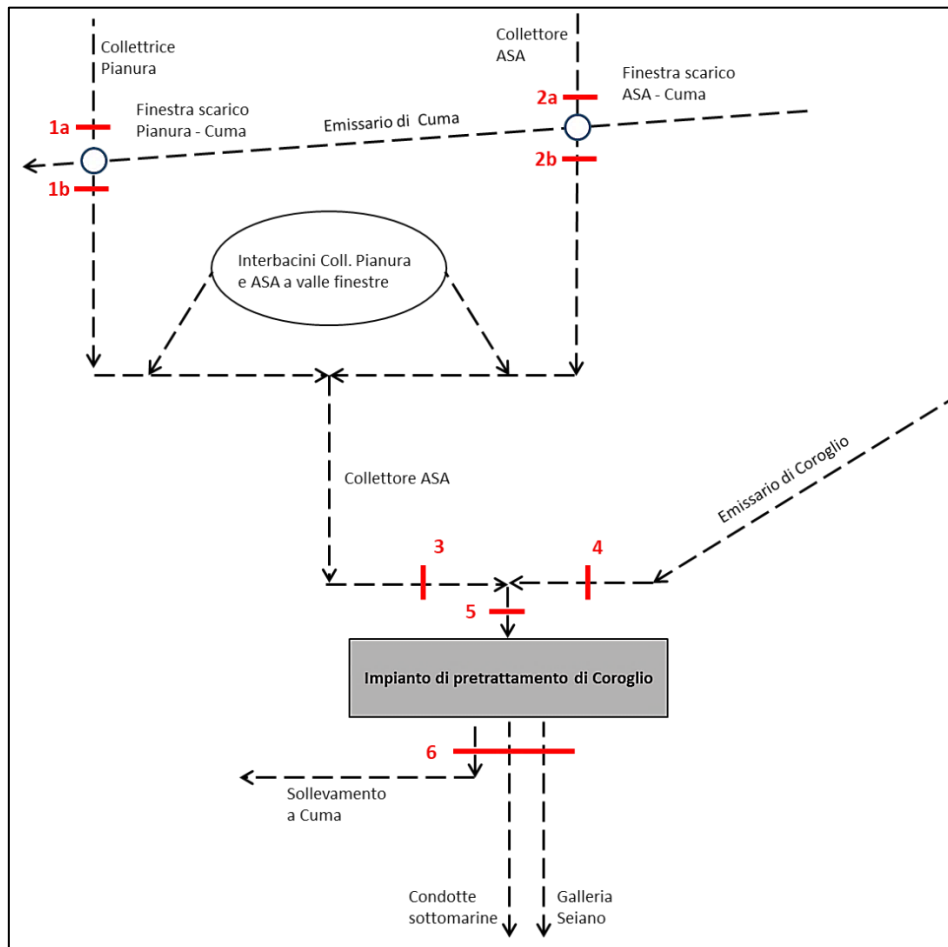 Collettrice
Pianura
Collettore
ASA
1a
Finestra scarico
Pianura - Cuma
Emissario di Cuma
2a
Finestra scarico
ASA - Cuma
1b
2b
Interbacini Coll. Pianura
e ASA a valle finestre
Collettore ASA
Emissario di Coroglio
3
4
5
Impianto di pretrattamento di Coroglio
6
Sollevamento
a Cuma
Condotte
sottomarine
Galleria
Seiano